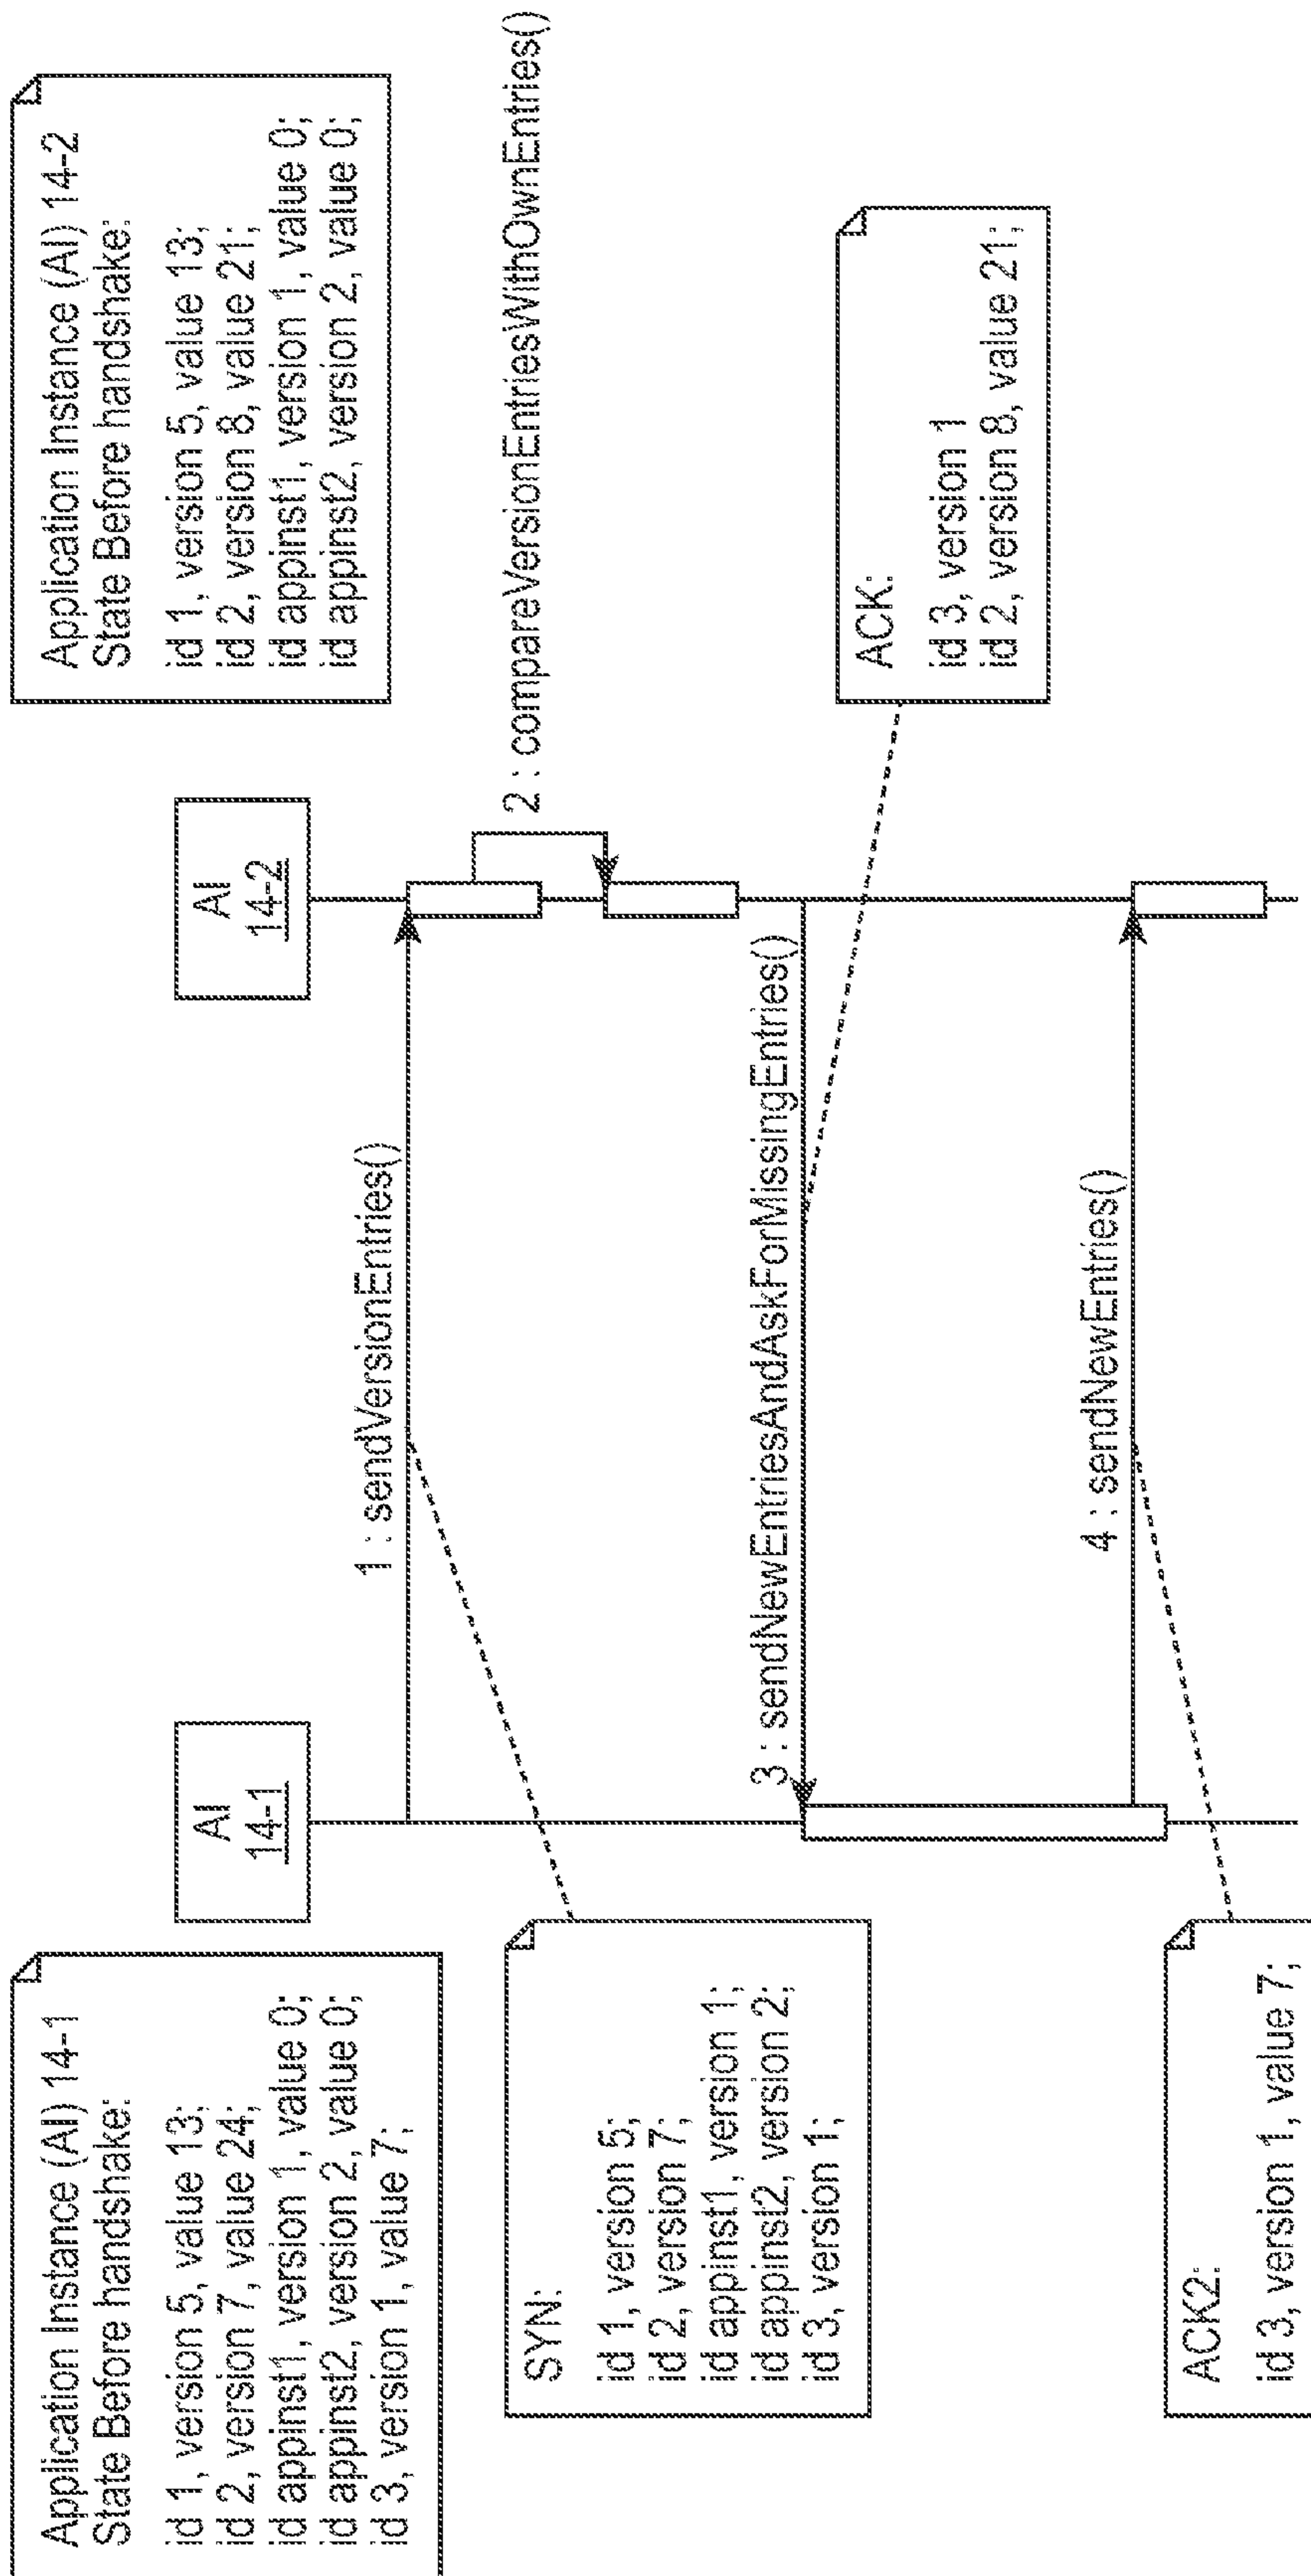 Application Instance (AI) 14-1
State Before handshake:
id 1, version 5, value 13;
id 2, version 7, value 24;
id appinst1, version 1, value 0;
id appinst2, version 2, value 0;
id 3, version 1, value 7;
AI
14-1
AI
14-2
Application Instance (AI) 14-2
State Before handshake:
id 1, version 5, value 13;
id 2, version 8, value 21;
id appinst1, version 1, value 0;
id appinst2, version 2, value 0;
1 : sendVersionEntries()
2 : compareVersionEntriesWithOwnEntries()
SYN:
id 1, version 5;
id 2, version 7;
id appinst1, version 1;
id appinst2, version 2;
id 3, version 1;
3 : sendNewEntriesAndAskForMissingEntries()
ACK:
id 3, version 1
id 2, version 8, value 21;
4 : sendNewEntries()
ACK2:
id 3, version 1, value 7;